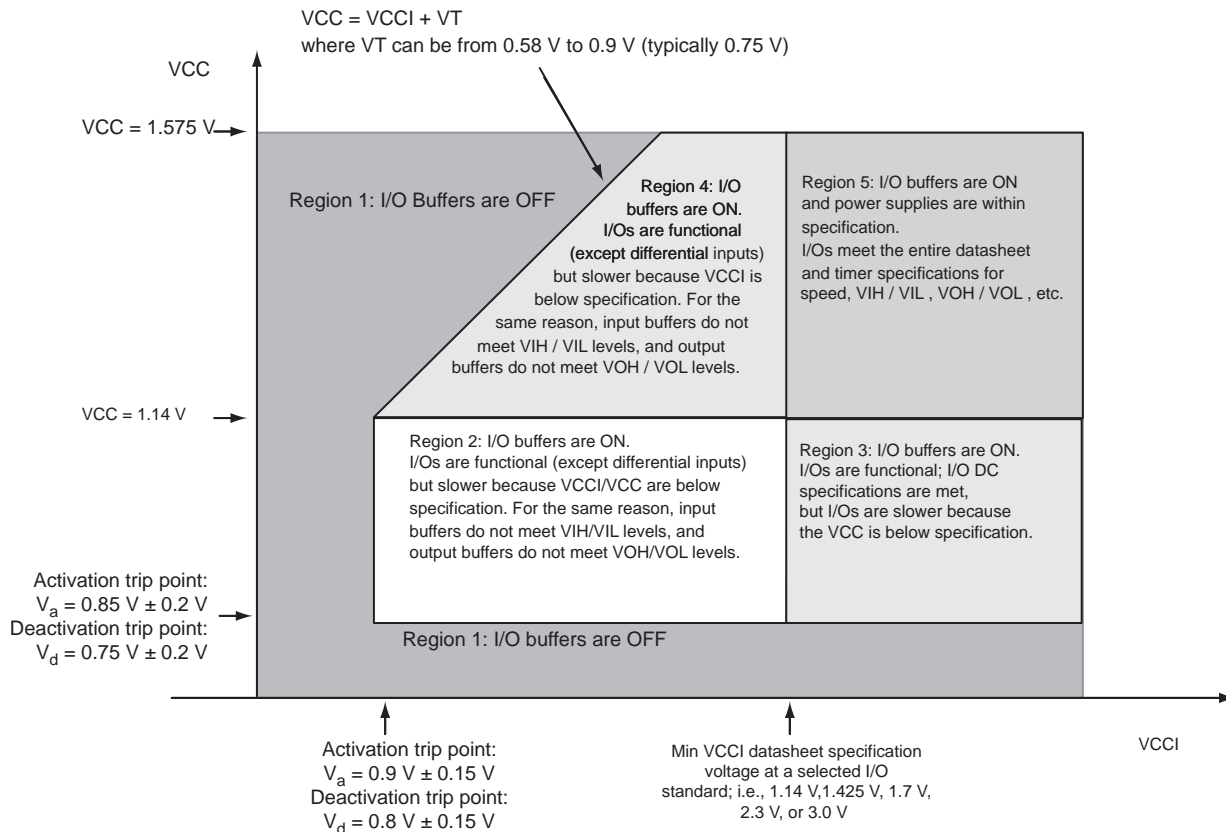 VCC = VCCI + VT
where VT can be from 0.58 V to 0.9 V (typically 0.75 V)
VCC
VCC = 1.575 V
Region 1: I/O Buffers are OFF
Region 4: I/O
buffers are ON.
I/Os are functional
(except differential inputs)
but slower because VCCI is
below specification. For the
same reason, input buffers do not
meet VIH / VIL levels, and output
buffers do not meet VOH / VOL levels.
Region 5: I/O buffers are ON
and power supplies are within
specification.
I/Os meet the entire datasheet
and timer specifications for
speed, VIH / VIL , VOH / VOL , etc.
VCC = 1.14 V
Region 2: I/O buffers are ON.
I/Os are functional (except differential inputs)
but slower because VCCI/VCC are below
specification. For the same reason, input
buffers do not meet VIH/VIL levels, and
output buffers do not meet VOH/VOL levels.
Region 3: I/O buffers are ON.
I/Os are functional; I/O DC
specifications are met,
but I/Os are slower because
the VCC is below specification.
Activation trip point:
Va = 0.85 V ± 0.2 V
Deactivation trip point:
Vd = 0.75 V ± 0.2 V
Region 1: I/O buffers are OFF
Activation trip point:
Va = 0.9 V ± 0.15 V
Deactivation trip point:
Vd = 0.8 V ± 0.15 V
Min VCCI datasheet specification
voltage at a selected I/O
standard; i.e., 1.14 V,1.425 V, 1.7 V,
2.3 V, or 3.0 V
VCCI